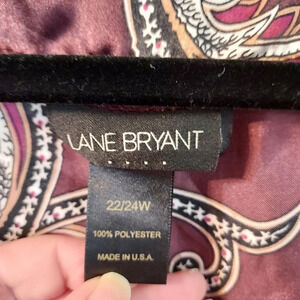 LANE BRYANT
22/24W
100% POLYESTER
MADE IN U.S.A.